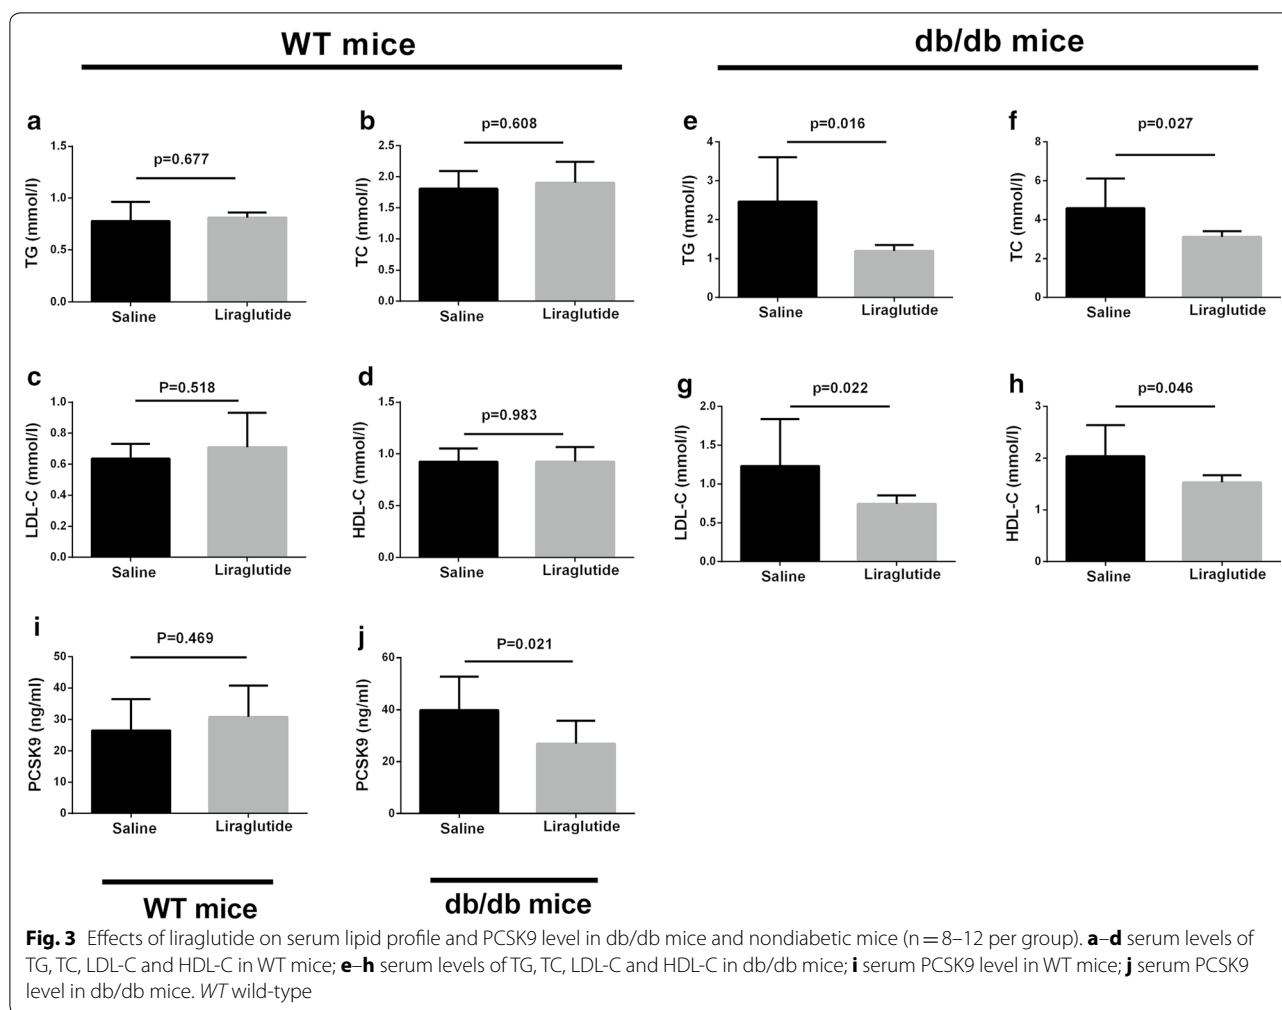 WT mice
db/db mice
a
p=0.677
TG (mmol/l)
1.5
1.0
0.5
0.0
Saline
Liraglutide
b
p=0.608
TC (mmol/l)
2.5
2.0
1.5
1.0
0.5
0.0
Saline
Liraglutide
e
p=0.016
TG (mmol/l)
4
3
2
1
0
Saline
Liraglutide
f
p=0.027
TC (mmol/l)
8
6
4
2
0
Saline
Liraglutide
c
P=0.518
LDL-C (mmol/l)
1.0
0.8
0.6
0.4
0.2
0.0
Saline
Liraglutide
d
p=0.983
HDL-C (mmol/l)
1.5
1.0
0.5
0.0
Saline
Liraglutide
g
p=0.022
LDL-C (mmol/l)
2.0
1.5
1.0
0.5
0.0
Saline
Liraglutide
h
p=0.046
HDL-C (mmol/l)
3
2
1
0
Saline
Liraglutide
i
P=0.469
PCSK9 (ng/ml)
50
40
30
20
10
0
Saline
Liraglutide
j
P=0.021
PCSK9 (ng/ml)
60
40
20
0
Saline
Liraglutide
WT mice
db/db mice
Fig. 3 Effects of liraglutide on serum lipid profile and PCSK9 level in db/db mice and nondiabetic mice (n = 8–12 per group). a–d serum levels of
TG, TC, LDL-C and HDL-C in WT mice; e–h serum levels of TG, TC, LDL-C and HDL-C in db/db mice; i serum PCSK9 level in WT mice; j serum PCSK9
level in db/db mice. WT wild-type